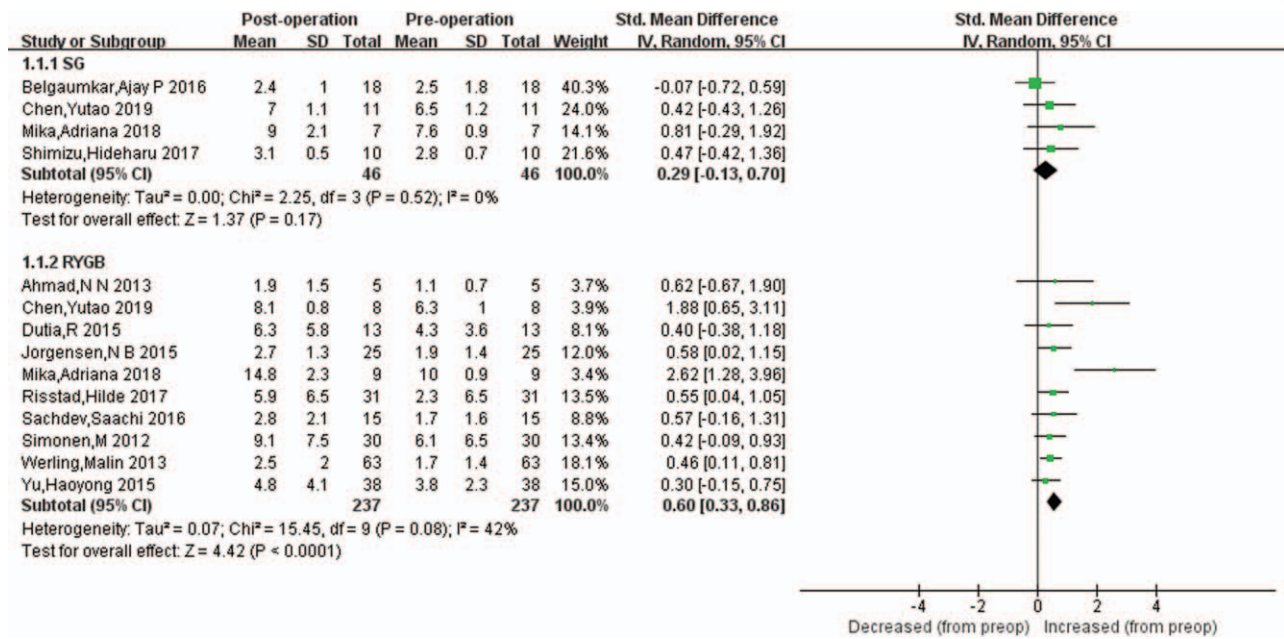 Post-operation Pre-operation Std. Mean Difference Std. Mean Difference
Study or Subgroup Mean SD Total Mean SD Total Weight IV, Random, 95% CI IV, Random, 95% CI
1.1.1 SG
Belgaumkar,Ajay P 2016 2.4 1 18 2.5 1.8 18 40.3% -0.07 [-0.72, 0.59]
Chen,Yutao 2019 7 1.1 11 6.5 1.2 11 24.0% 0.42 [-0.43, 1.26]
Mika,Adriana 2018 9 2.1 7 7.6 0.9 7 14.1% 0.81 [-0.29, 1.92]
Shimizu,Hideharu 2017 3.1 0.5 10 2.8 0.7 10 21.6% 0.47 [-0.42, 1.36]
Subtotal (95% CI) 46 46 100.0% 0.29 [-0.13, 0.70]
Heterogeneity: Tau² = 0.00; Chi² = 2.25, df = 3 (P = 0.52); I² = 0%
Test for overall effect: Z = 1.37 (P = 0.17)
1.1.2 RYGB
Ahmad,N N 2013 1.9 1.5 5 1.1 0.7 5 3.7% 0.62 [-0.67, 1.90]
Chen,Yutao 2019 8.1 0.8 8 6.3 1 8 3.9% 1.88 [0.65, 3.11]
Dutia,R 2015 6.3 5.8 13 4.3 3.6 13 8.1% 0.40 [-0.38, 1.18]
Jorgensen,N B 2015 2.7 1.3 25 1.9 1.4 25 12.0% 0.58 [0.02, 1.15]
Mika,Adriana 2018 14.8 2.3 9 10 0.9 9 3.4% 2.62 [1.28, 3.96]
Risstad,Hilde 2017 5.9 6.5 31 2.3 6.5 31 13.5% 0.55 [0.04, 1.05]
Sachdev,Saachi 2016 2.8 2.1 15 1.7 1.6 15 8.8% 0.57 [-0.16, 1.31]
Simonen,M 2012 9.1 7.5 30 6.1 6.5 30 13.4% 0.42 [-0.09, 0.93]
Werling,Malin 2013 2.5 2 63 1.7 1.4 63 18.1% 0.46 [0.11, 0.81]
Yu,Haoyong 2015 4.8 4.1 38 3.8 2.3 38 15.0% 0.30 [-0.15, 0.75]
Subtotal (95% CI) 237 237 100.0% 0.60 [0.33, 0.86]
Heterogeneity: Tau² = 0.07; Chi² = 15.45, df = 9 (P = 0.08); I² = 42%
Test for overall effect: Z = 4.42 (P < 0.0001)
-4 -2 0 2 4
Decreased (from preop) Increased (from preop)